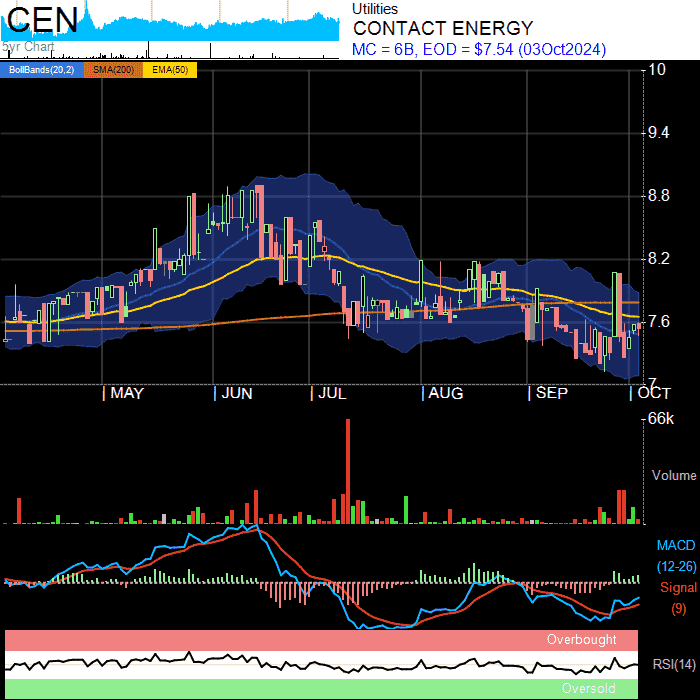 CEN
5yr Chart
Utilities
CONTACT ENERGY
MC = 6B, EOD = $7.54 (03Oct2024)
BollBands(20,2) SMA(200) EMA(50)
10
9.4
8.8
8.2
7.6
7
MAY JUN JUL AUG SEP OCT
66k
Volume
MACD
(12-26)
Signal
(9)
Overbought
RSI(14)
Oversold